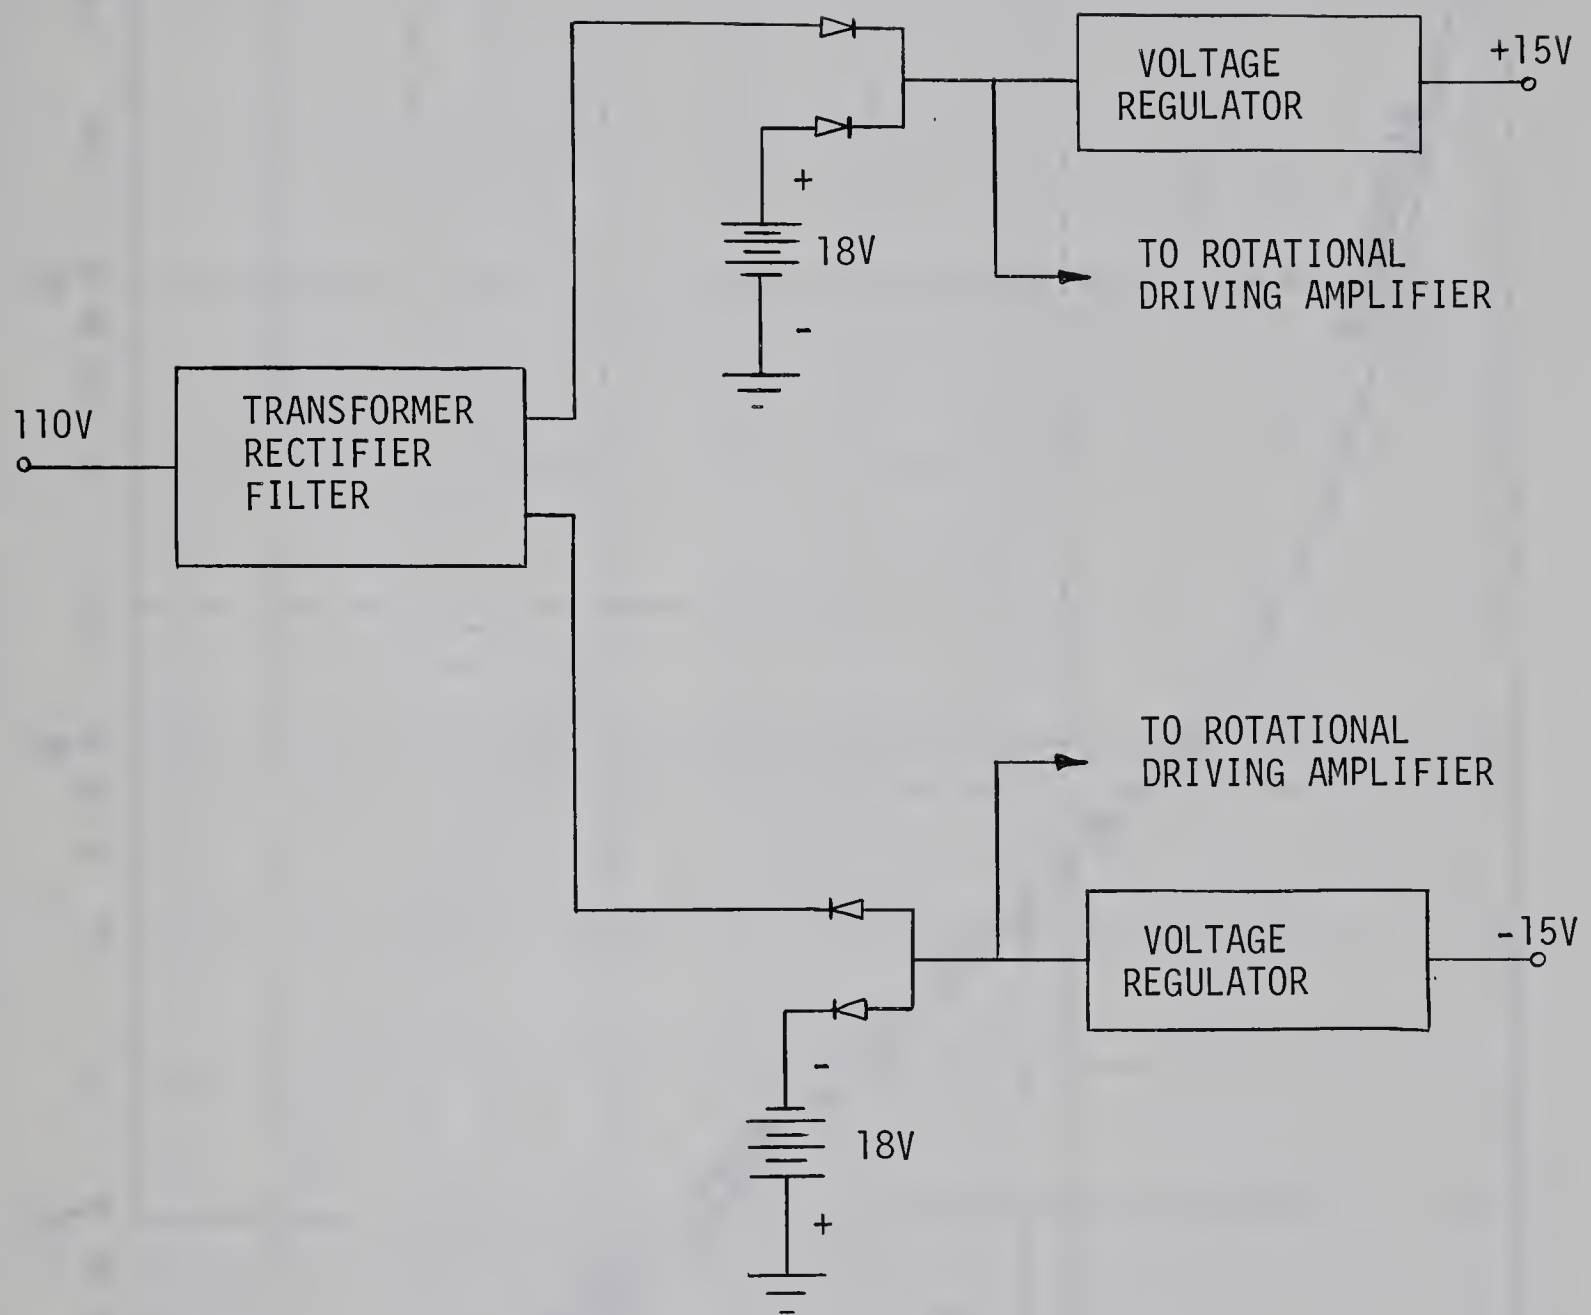 VOLTAGE
REGULATOR
+15V
+
18V
-
TO ROTATIONAL
DRIVING AMPLIFIER
110V
TRANSFORMER
RECTIFIER
FILTER
TO ROTATIONAL
DRIVING AMPLIFIER
VOLTAGE
REGULATOR
-15V
-
18V
+